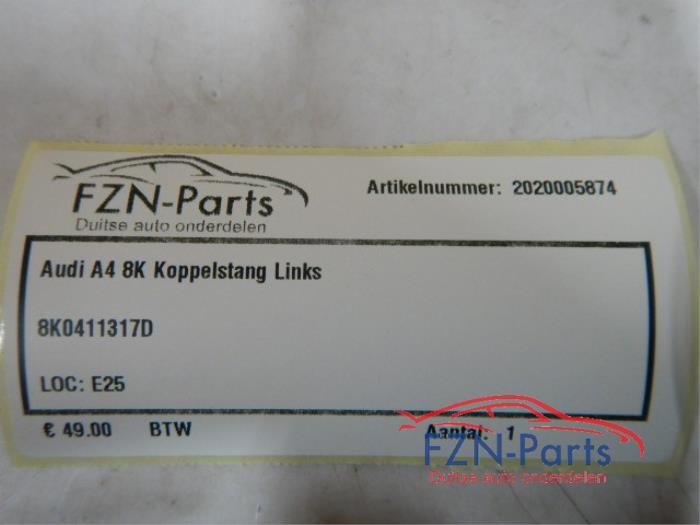 FZN-Parts
Duitse auto onderdelen
Artikelnummer: 2020005874
Audi A4 8K Koppelstang Links
8K0411317D
LOC: E25
€ 49.00 BTW Aantal: 1
FZN-Parts
Duitse auto onderdelen